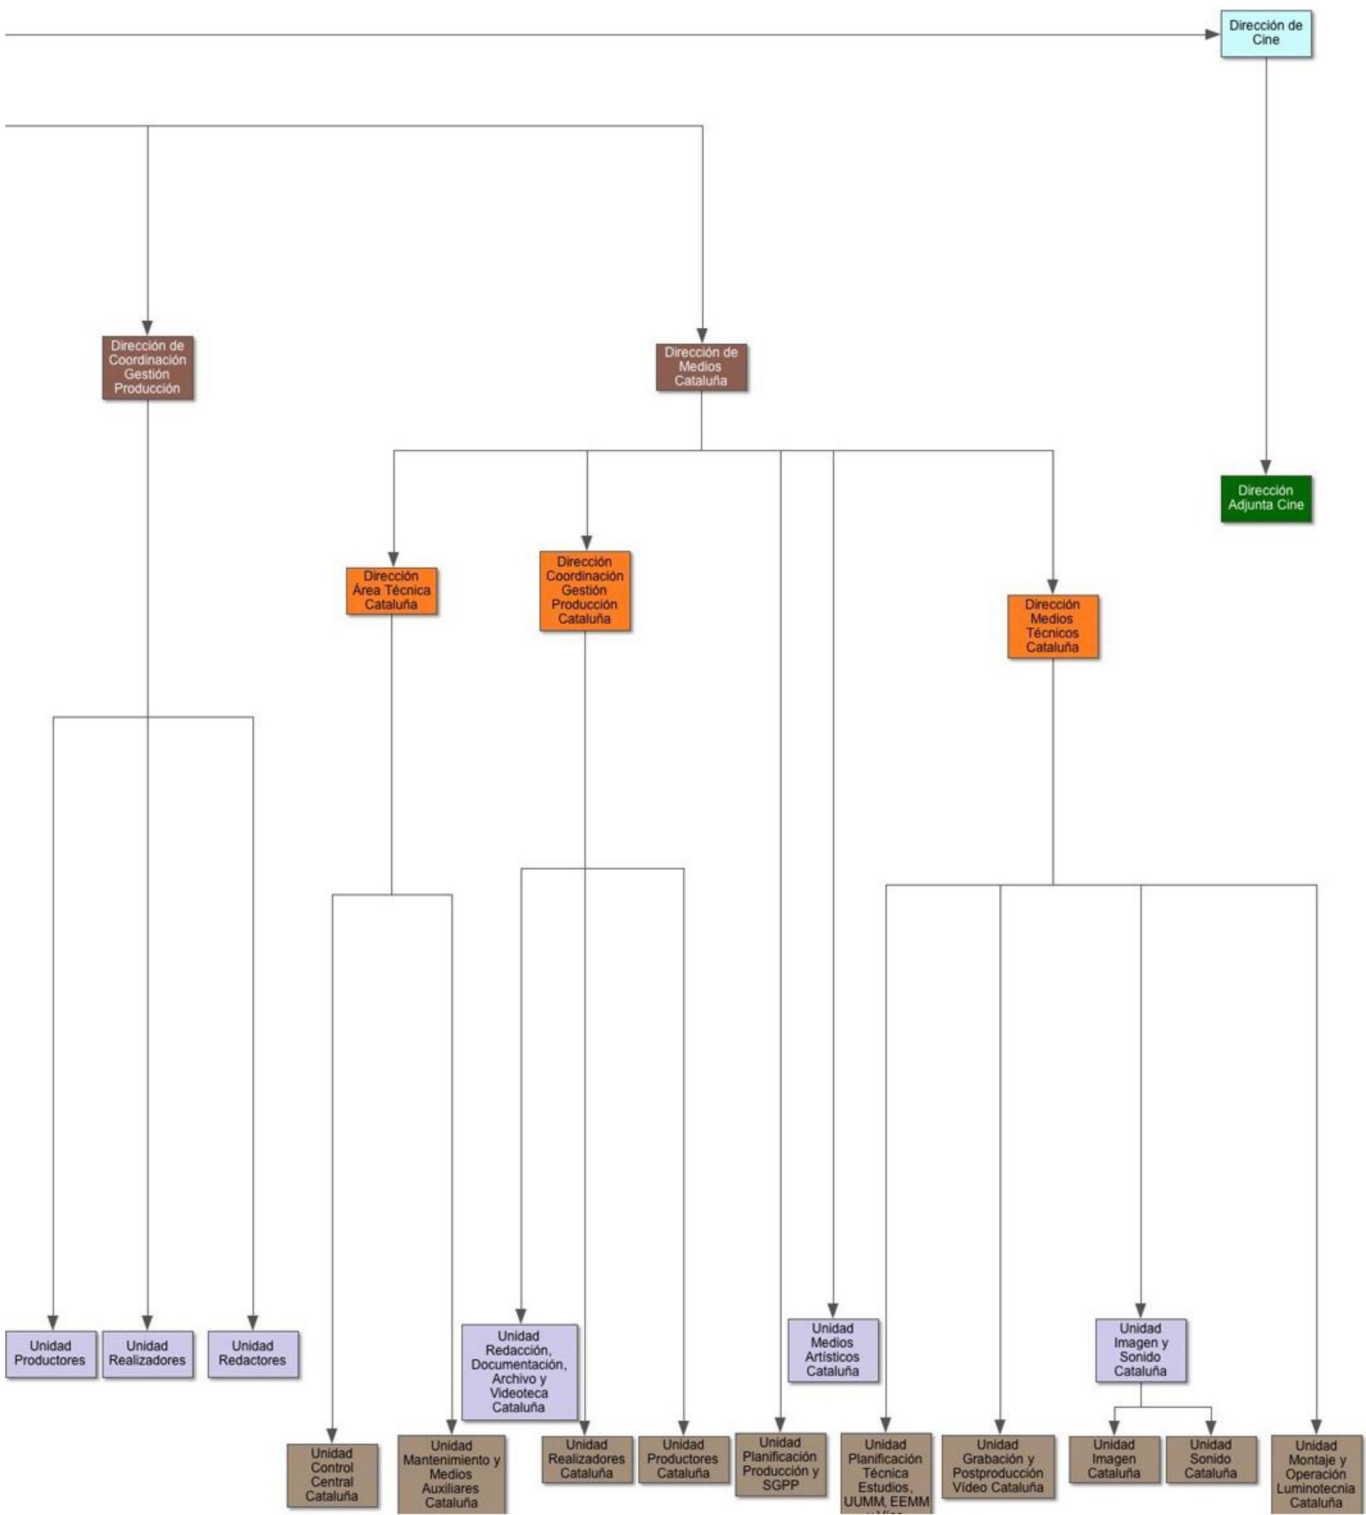 Dirección de
Cine
Dirección de
Coordinación
Gestión
Producción
Dirección de
Medios
Cataluña
Dirección
Adjunta Cine
Dirección
Área Técnica
Cataluña
Dirección
Coordinación
Gestión
Producción
Cataluña
Dirección
Medios
Técnicos
Cataluña
Unidad
Productores
Unidad
Realizadores
Unidad
Redactores
Unidad
Redacción,
Documentación,
Archivo y
Videoteca
Cataluña
Unidad
Medios
Artísticos
Cataluña
Unidad
Imagen y
Sonido
Cataluña
Unidad
Control
Central
Cataluña
Unidad
Mantenimiento y
Medios
Auxiliares
Cataluña
Unidad
Realizadores
Cataluña
Unidad
Productores
Cataluña
Unidad
Planificación
Producción y
SGPP
Unidad
Planificación
Técnica
Estudios,
UUMM, EEMM
Unidad
Grabación y
Postproducción
Vídeo Cataluña
Unidad
Imagen
Cataluña
Unidad
Sonido
Cataluña
Unidad
Montaje y
Operación
Luminotecnia
Cataluña